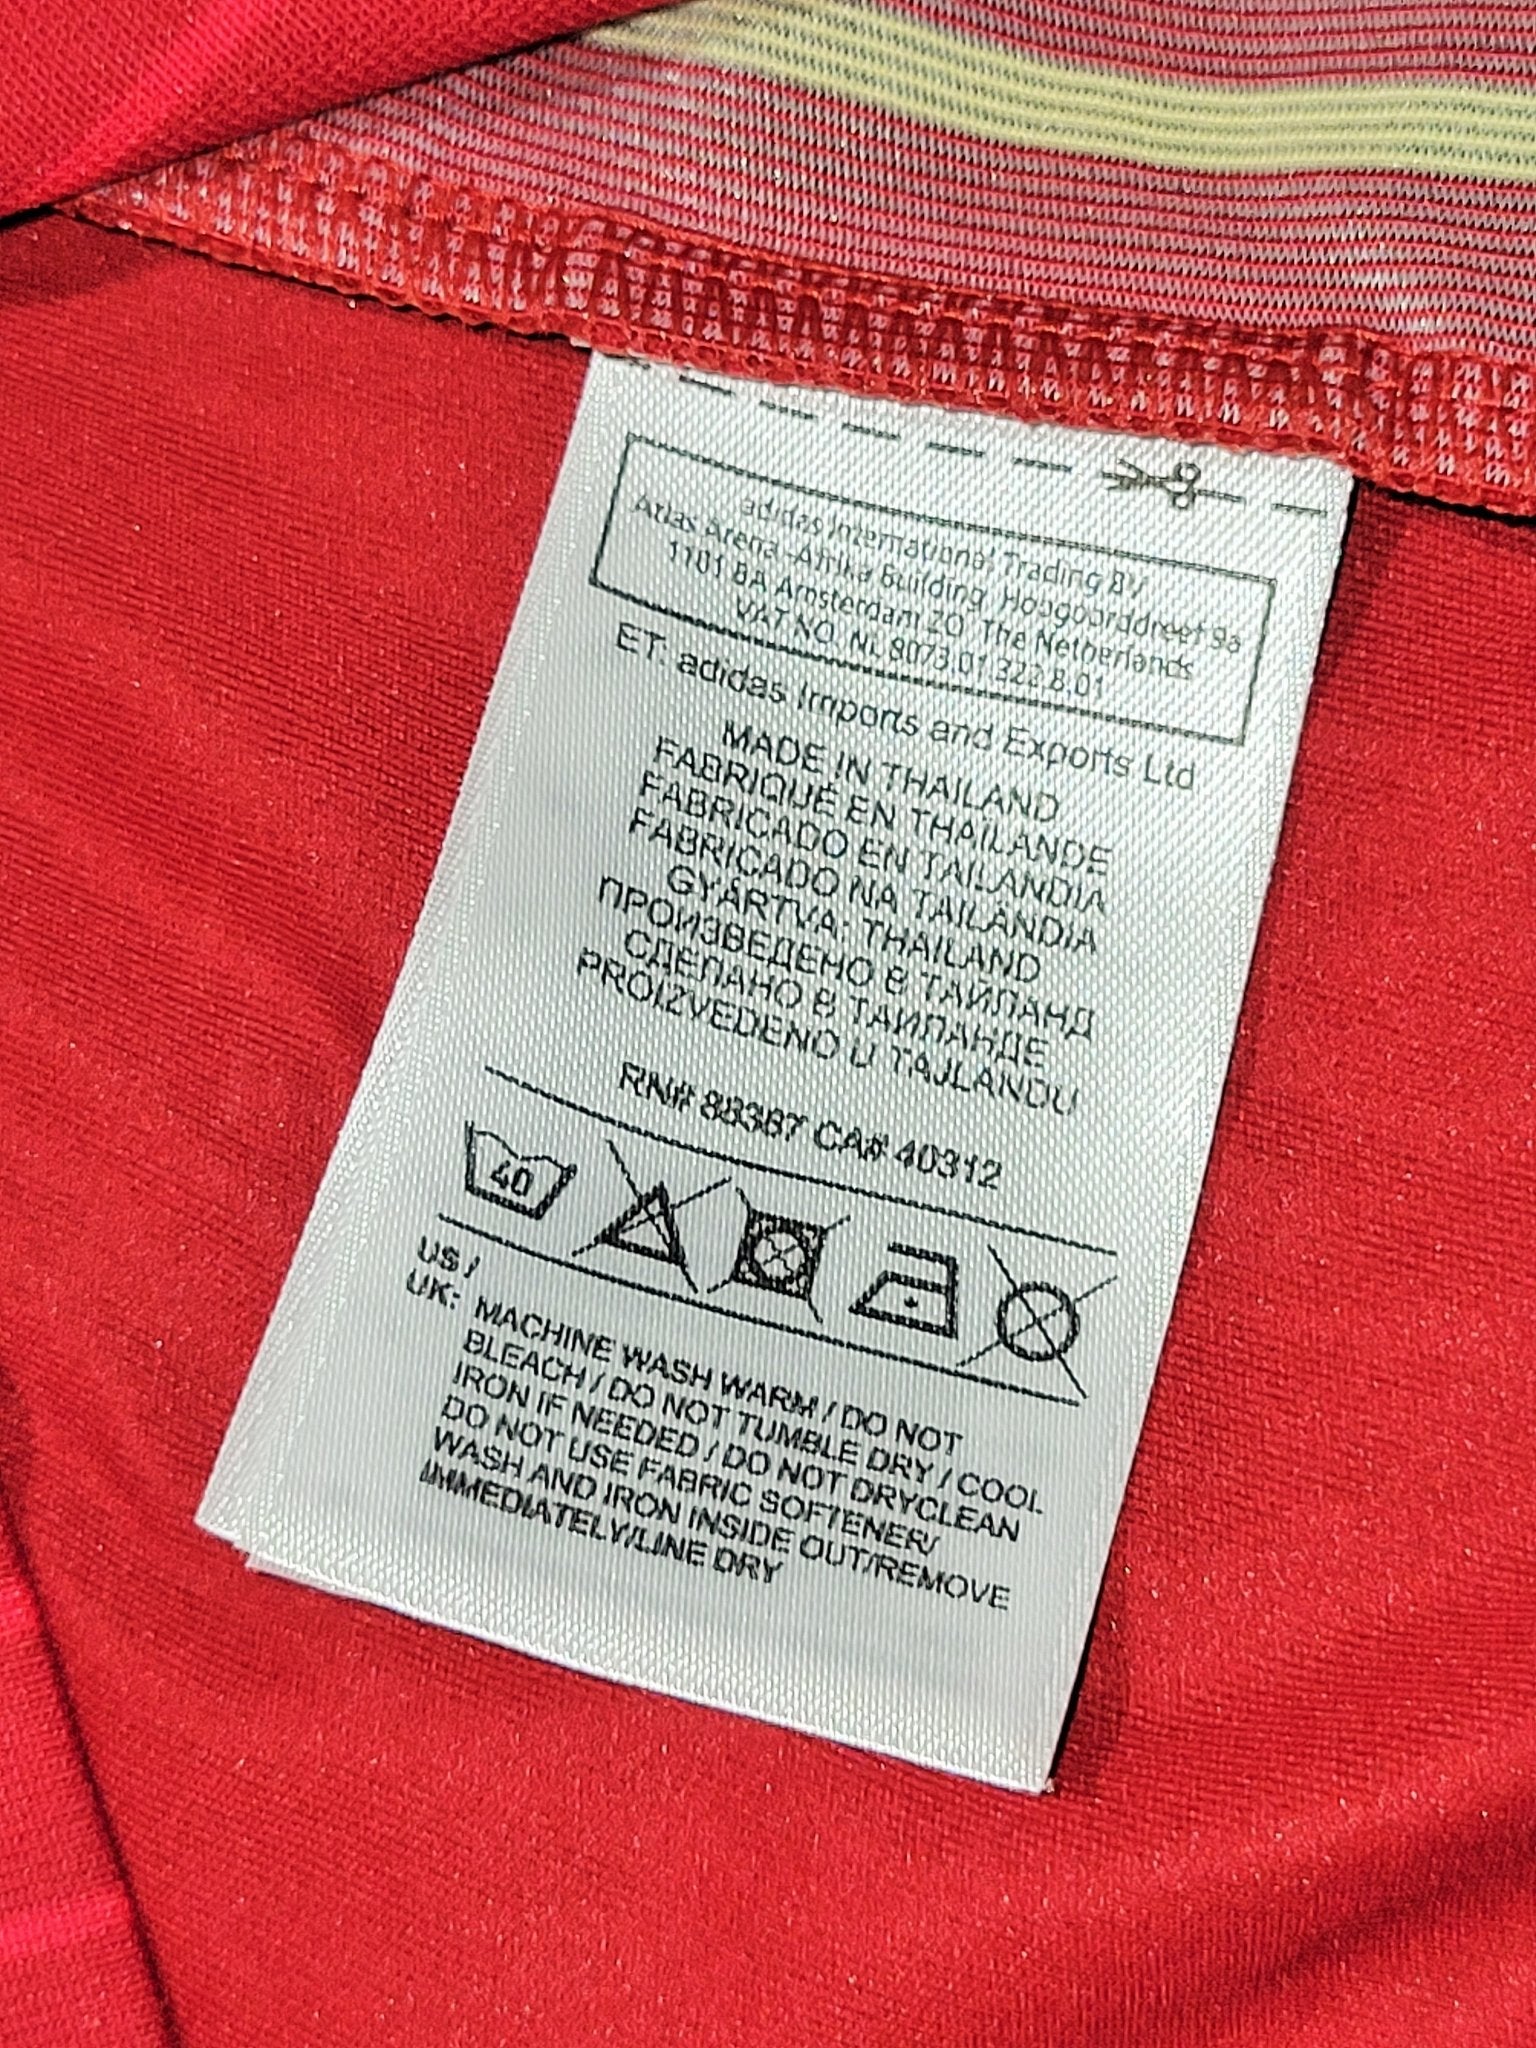 adidas International Trading BV
Atlas Arena -Afrika Building, Hoogoorddreef 9a
1101 BA Amsterdam ZO The Netherlands
VAT NO. NL 8073.01.322.B.01
ET: adidas Imports and Exports Ltd
MADE IN THAILAND
FABRIQUÉ EN THAÏLANDE
FABRICADO EN TAILANDIA
FABRICADO NA TAILÂNDIA
GYÁRTVA: THAILAND
ПРОИЗВЕДЕНО В ТАЙЛАНД
СДЕЛАНО В ТАИЛАНДЕ
PROIZVEDENO U TAJLANDU
RN# 88387 CA# 40312
40
US /
UK: MACHINE WASH WARM / DO NOT
BLEACH / DO NOT TUMBLE DRY / COOL
IRON IF NEEDED / DO NOT DRYCLEAN
DO NOT USE FABRIC SOFTENER/
WASH AND IRON INSIDE OUT/REMOVE
IMMEDIATELY/LINE DRY